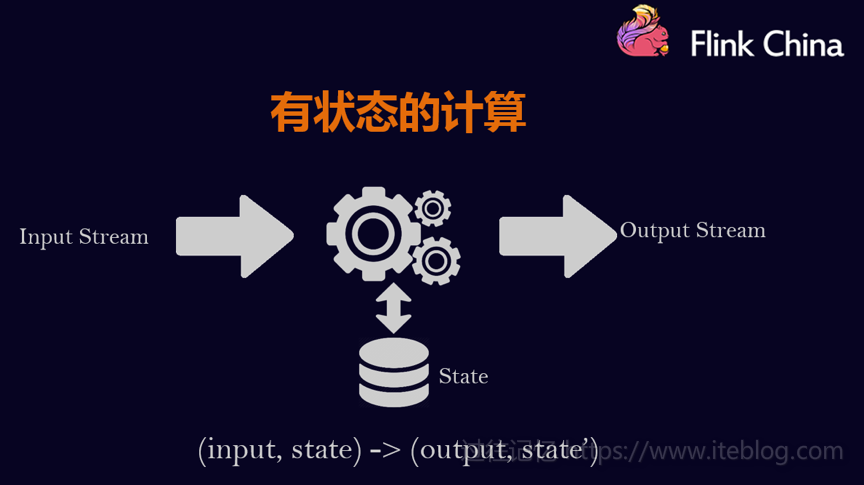 Flink China
有状态的计算
Input Stream
Output Stream
State
(input, state) -> (output, state')
过往记忆 https://www.iteblog.com